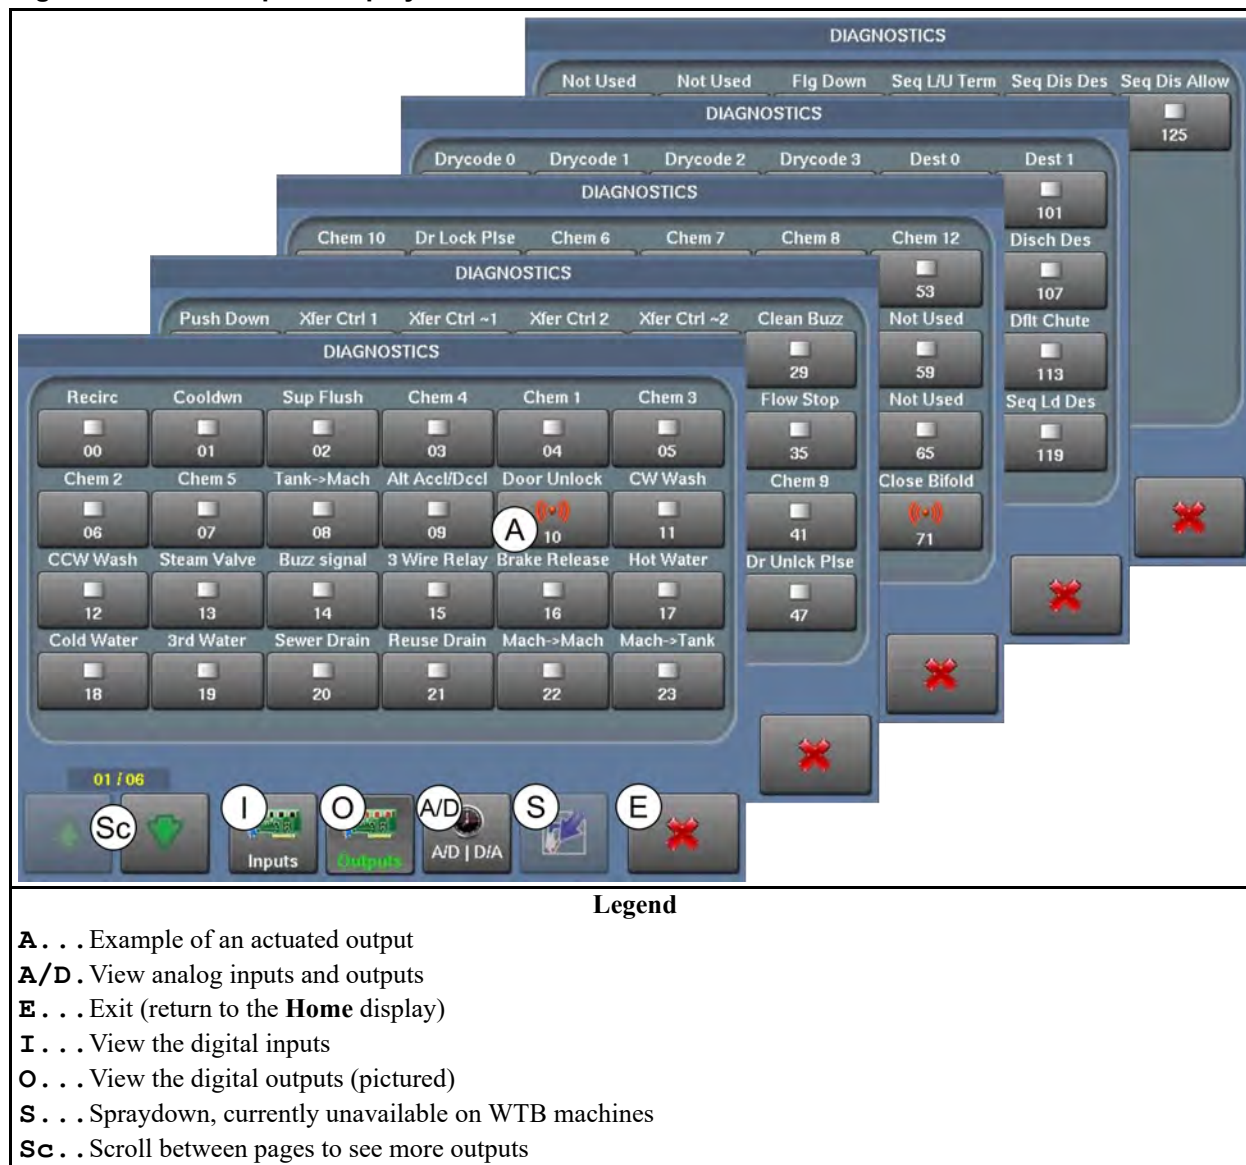 DIAGNOSTICS
Not Used Not Used Flg Down Seq L/U Term Seq Dis Des Seq Dis Allow
125
DIAGNOSTICS
Drycode 0 Drycode 1 Drycode 2 Drycode 3 Dest 0 Dest 1
101
Disch Des
107
Dflt Chute
113
Seq Ld Des
119
DIAGNOSTICS
Chem 10 Dr Lock Plse Chem 6 Chem 7 Chem 8 Chem 12
53
Not Used
59
Not Used
65
Close Bifold
71
DIAGNOSTICS
Push Down Xfer Ctrl 1 Xfer Ctrl ~1 Xfer Ctrl 2 Xfer Ctrl ~2 Clean Buzz
29
Flow Stop
35
Chem 9
41
Dr Unlck Plse
47
DIAGNOSTICS
Recirc Cooldwn Sup Flush Chem 4 Chem 1 Chem 3
00 01 02 03 04 05
Chem 2 Chem 5 Tank->Mach Alt Accl/Dccl Door Unlock CW Wash
06 07 08 09 A 10 11
CCW Wash Steam Valve Buzz signal 3 Wire Relay Brake Release Hot Water
12 13 14 15 16 17
Cold Water 3rd Water Sewer Drain Reuse Drain Mach->Mach Mach->Tank
18 19 20 21 22 23
01 / 06
Sc I O A/D S E
Inputs Outputs A/D | D/A
Legend
A... Example of an actuated output
A/D. View analog inputs and outputs
E... Exit (return to the Home display)
I... View the digital inputs
O... View the digital outputs (pictured)
S... Spraydown, currently unavailable on WTB machines
Sc.. Scroll between pages to see more outputs